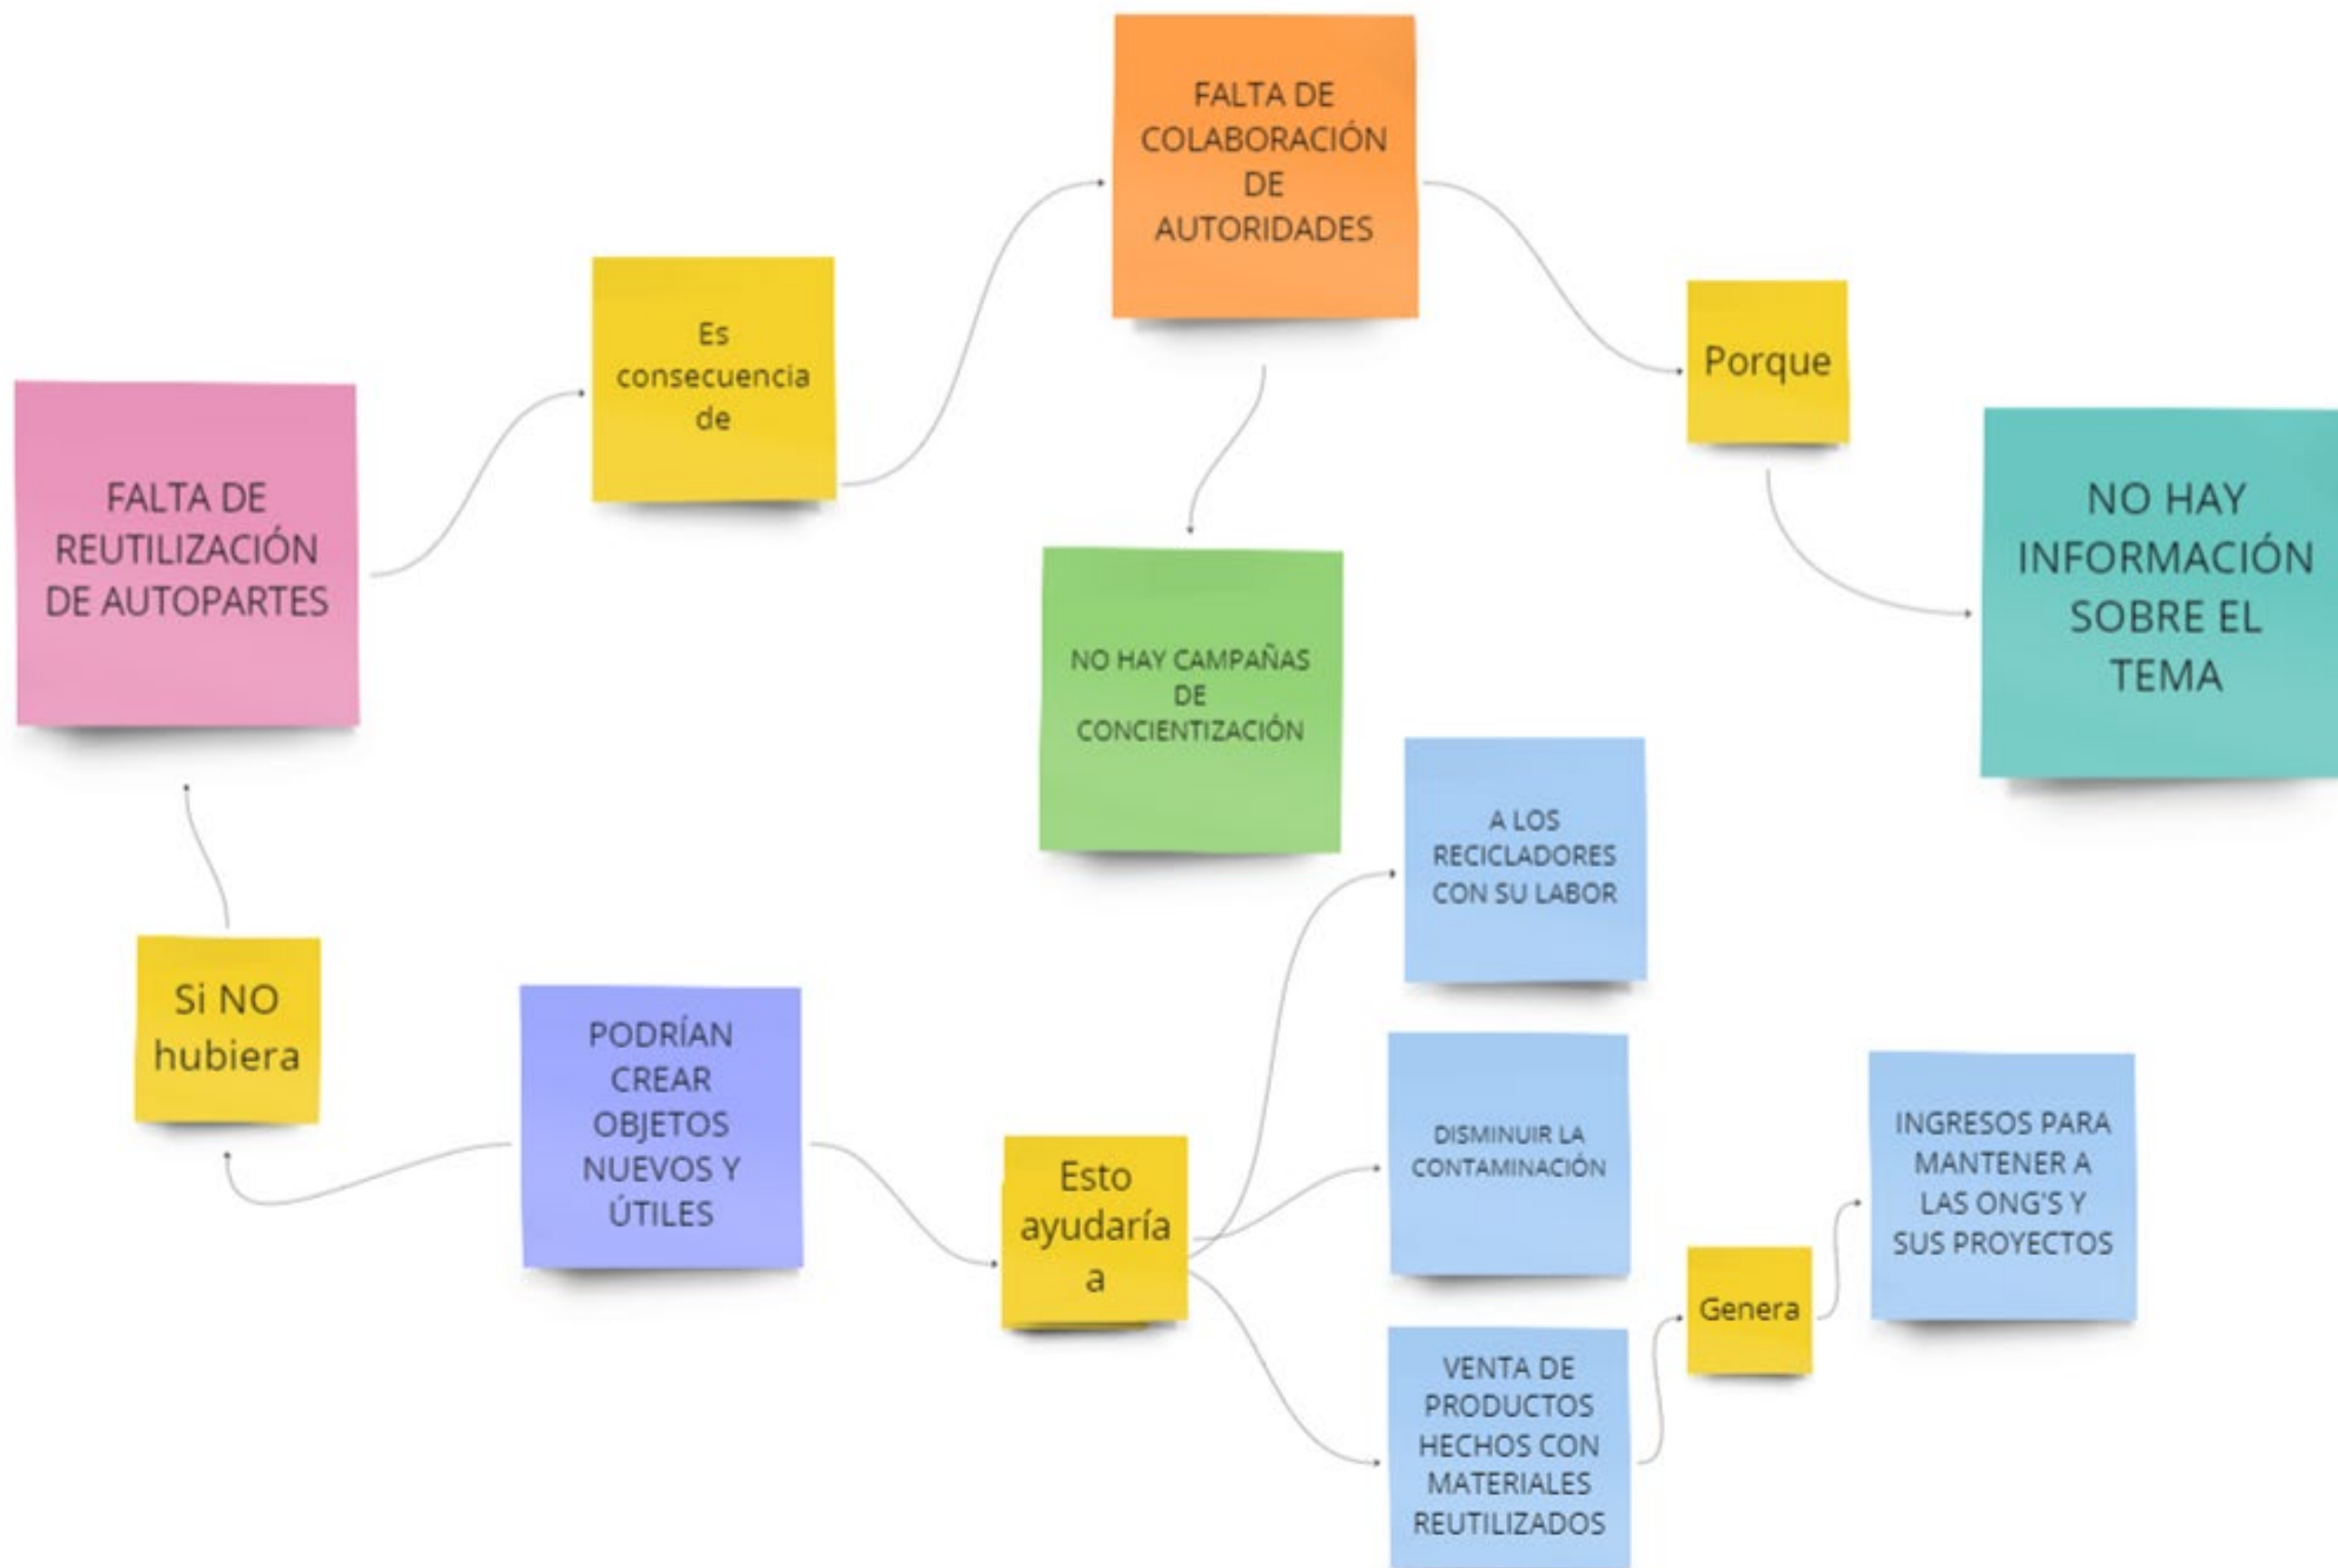 FALTA DE
COLABORACIÓN
DE
AUTORIDADES
Es
consecuencia
de
Porque
FALTA DE
REUTILIZACIÓN
DE AUTOPARTES
NO HAY
INFORMACIÓN
SOBRE EL
TEMA
NO HAY CAMPAÑAS
DE
CONCIENTIZACIÓN
A LOS
RECICLADORES
CON SU LABOR
Si NO
hubiera
PODRÍAN
CREAR
OBJETOS
NUEVOS Y
ÚTILES
Esto
ayudaría
a
DISMINUIR LA
CONTAMINACIÓN
VENTA DE
PRODUCTOS
HECHOS CON
MATERIALES
REUTILIZADOS
Genera
INGRESOS PARA
MANTENER A
LAS ONG'S Y
SUS PROYECTOS